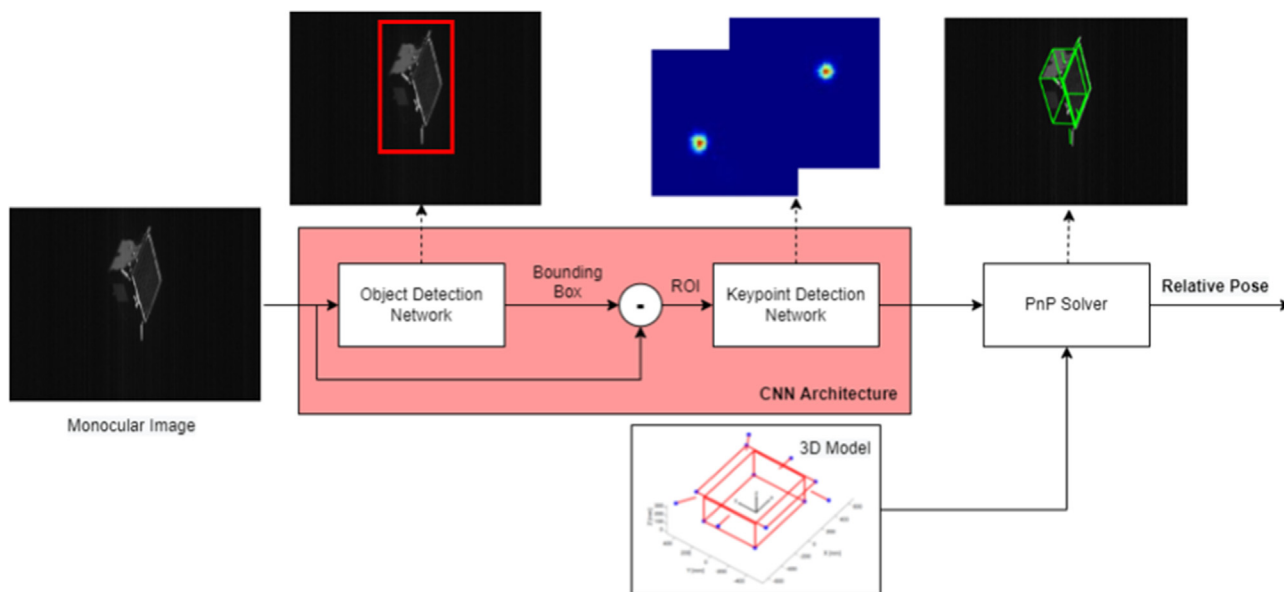 Monocular Image
Object Detection
Network
Bounding
Box
-
ROI
Keypoint Detection
Network
CNN Architecture
PnP Solver
Relative Pose
3D Model